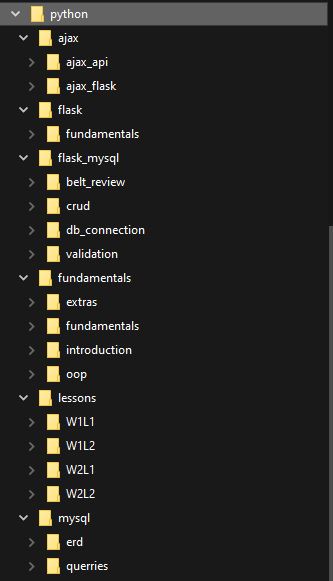 python
ajax
ajax_api
ajax_flask
flask
fundamentals
flask_mysql
belt_review
crud
db_connection
validation
fundamentals
extras
fundamentals
introduction
oop
lessons
W1L1
W1L2
W2L1
W2L2
mysql
erd
querries